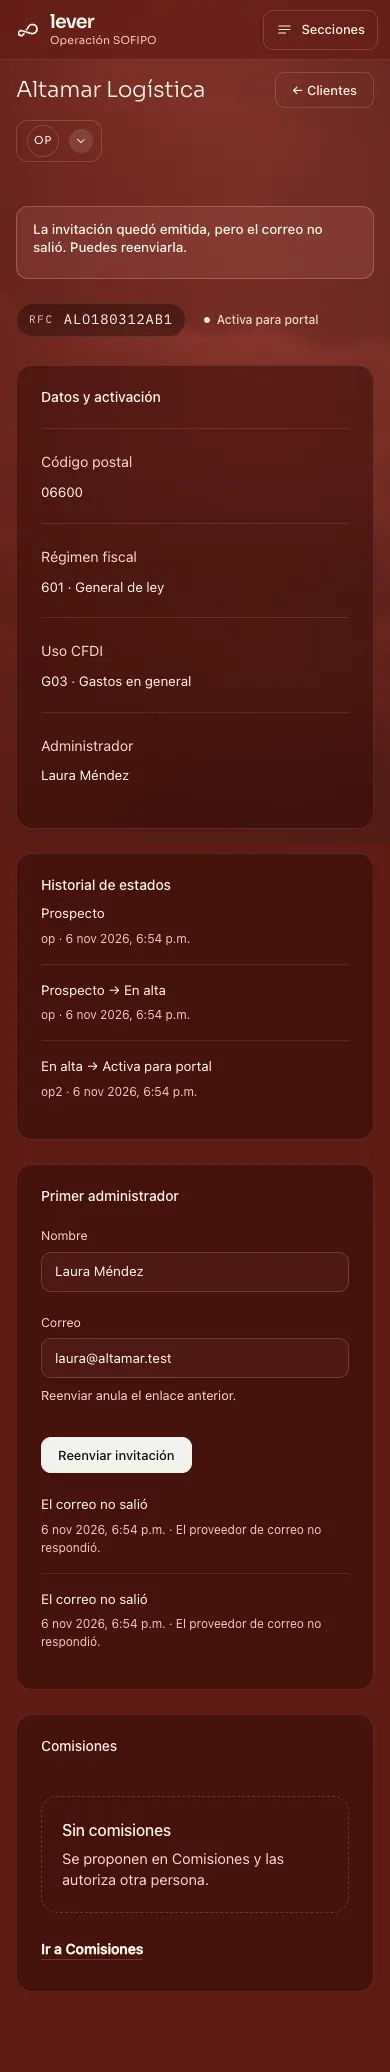 lever
Operación SOFIPO
Secciones
Altamar Logística
← Clientes
OP
La invitación quedó emitida, pero el correo no
salió. Puedes reenviarla.
RFC ALO180312AB1
Activa para portal
Datos y activación
Código postal
06600
Régimen fiscal
601 · General de ley
Uso CFDI
G03 · Gastos en general
Administrador
Laura Méndez
Historial de estados
Prospecto
op · 6 nov 2026, 6:54 p.m.
Prospecto → En alta
op · 6 nov 2026, 6:54 p.m.
En alta → Activa para portal
op2 · 6 nov 2026, 6:54 p.m.
Primer administrador
Nombre
Laura Méndez
Correo
laura@altamar.test
Reenviar anula el enlace anterior.
Reenviar invitación
El correo no salió
6 nov 2026, 6:54 p.m. · El proveedor de correo no
respondió.
El correo no salió
6 nov 2026, 6:54 p.m. · El proveedor de correo no
respondió.
Comisiones
Sin comisiones
Se proponen en Comisiones y las
autoriza otra persona.
Ir a Comisiones